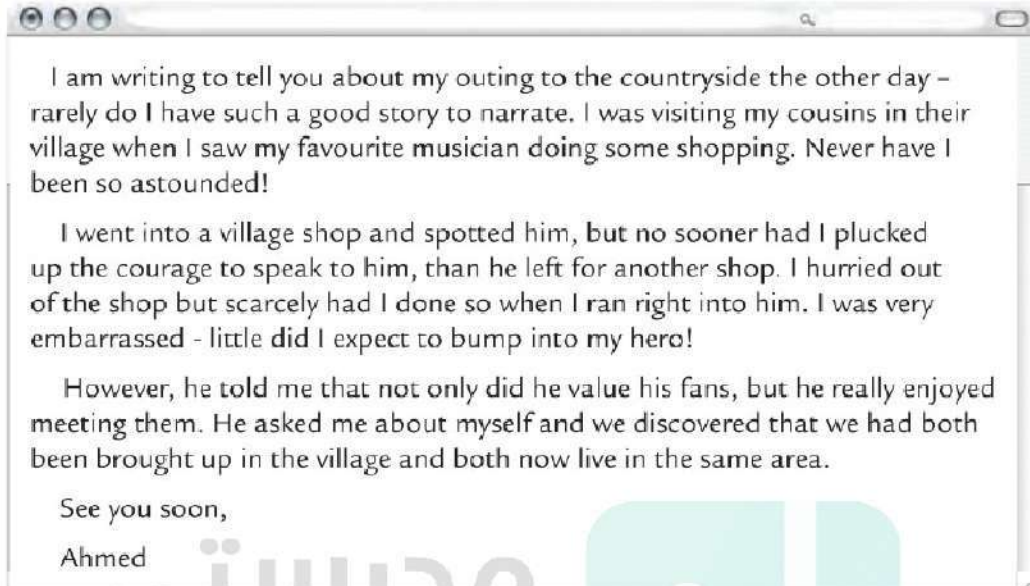 I am writing to tell you about my outing to the countryside the other day –
rarely do I have such a good story to narrate. I was visiting my cousins in their
village when I saw my favourite musician doing some shopping. Never have I
been so astounded!
I went into a village shop and spotted him, but no sooner had I plucked
up the courage to speak to him, than he left for another shop. I hurried out
of the shop but scarcely had I done so when I ran right into him. I was very
embarrassed - little did I expect to bump into my hero!
However, he told me that not only did he value his fans, but he really enjoyed
meeting them. He asked me about myself and we discovered that we had both
been brought up in the village and both now live in the same area.
See you soon,
Ahmed